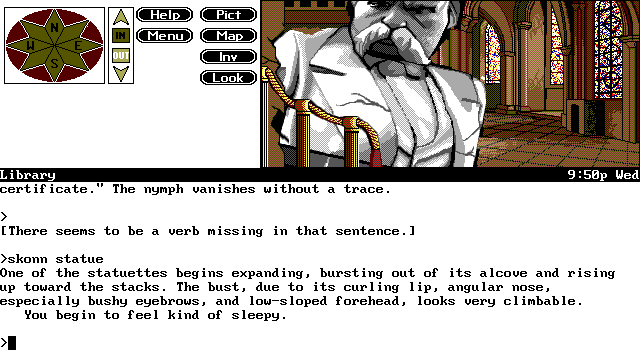 N
W E
S
IN
OUT
Help
Menu
Pict
Map
Inv
Look
Library 9:50p Wed
certificate." The nymph vanishes without a trace.
>
[There seems to be a verb missing in that sentence.]
>skonn statue
One of the statuettes begins expanding, bursting out of its alcove and rising
up toward the stacks. The bust, due to its curling lip, angular nose,
especially bushy eyebrows, and low-sloped forehead, looks very climbable.
You begin to feel kind of sleepy.
>